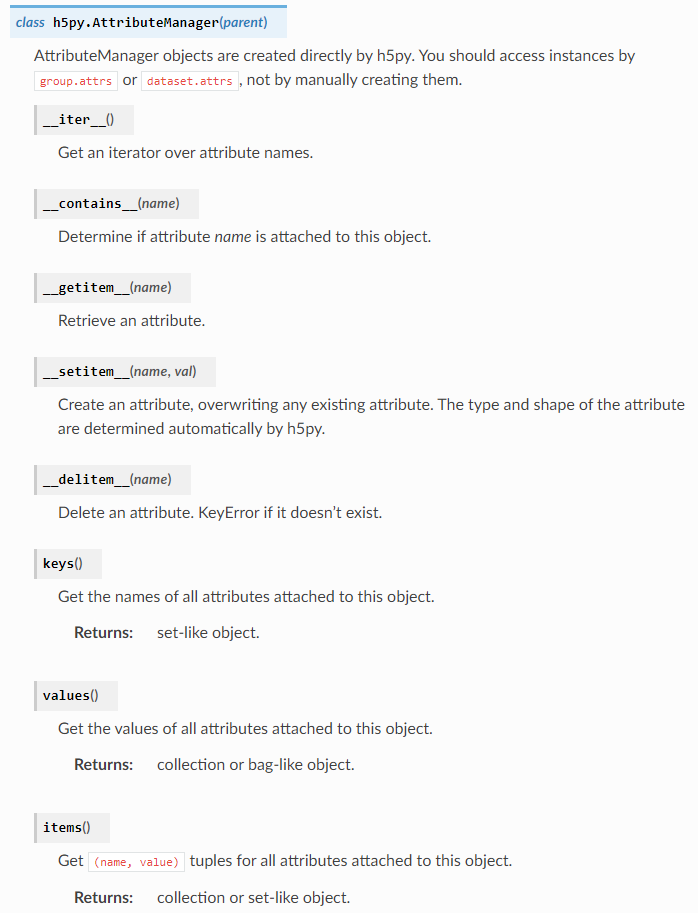 class h5py.AttributeManager(parent)
AttributeManager objects are created directly by h5py. You should access instances by
group.attrs or dataset.attrs, not by manually creating them.
__iter__()
Get an iterator over attribute names.
__contains__(name)
Determine if attribute name is attached to this object.
__getitem__(name)
Retrieve an attribute.
__setitem__(name, val)
Create an attribute, overwriting any existing attribute. The type and shape of the attribute
are determined automatically by h5py.
__delitem__(name)
Delete an attribute. KeyError if it doesn’t exist.
keys()
Get the names of all attributes attached to this object.
Returns: set-like object.
values()
Get the values of all attributes attached to this object.
Returns: collection or bag-like object.
items()
Get (name, value) tuples for all attributes attached to this object.
Returns: collection or set-like object.